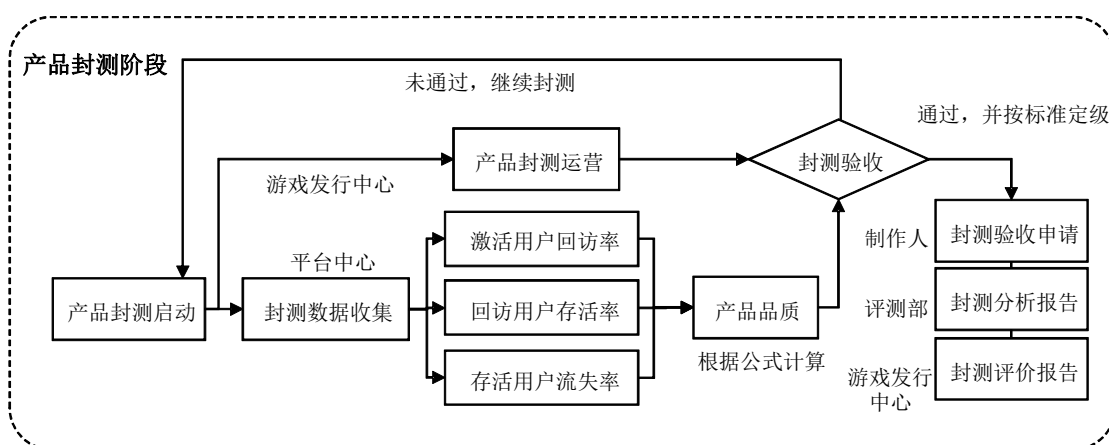 产品封测阶段
未通过，继续封测
通过，并按标准定级
产品封测运营
封测验收
游戏发行中心
激活用户回访率
制作人
封测验收申请
平台中心
产品封测启动
封测数据收集
回访用户存活率
产品品质
评测部
封测分析报告
根据公式计算
存活用户流失率
游戏发行
中心
封测评价报告